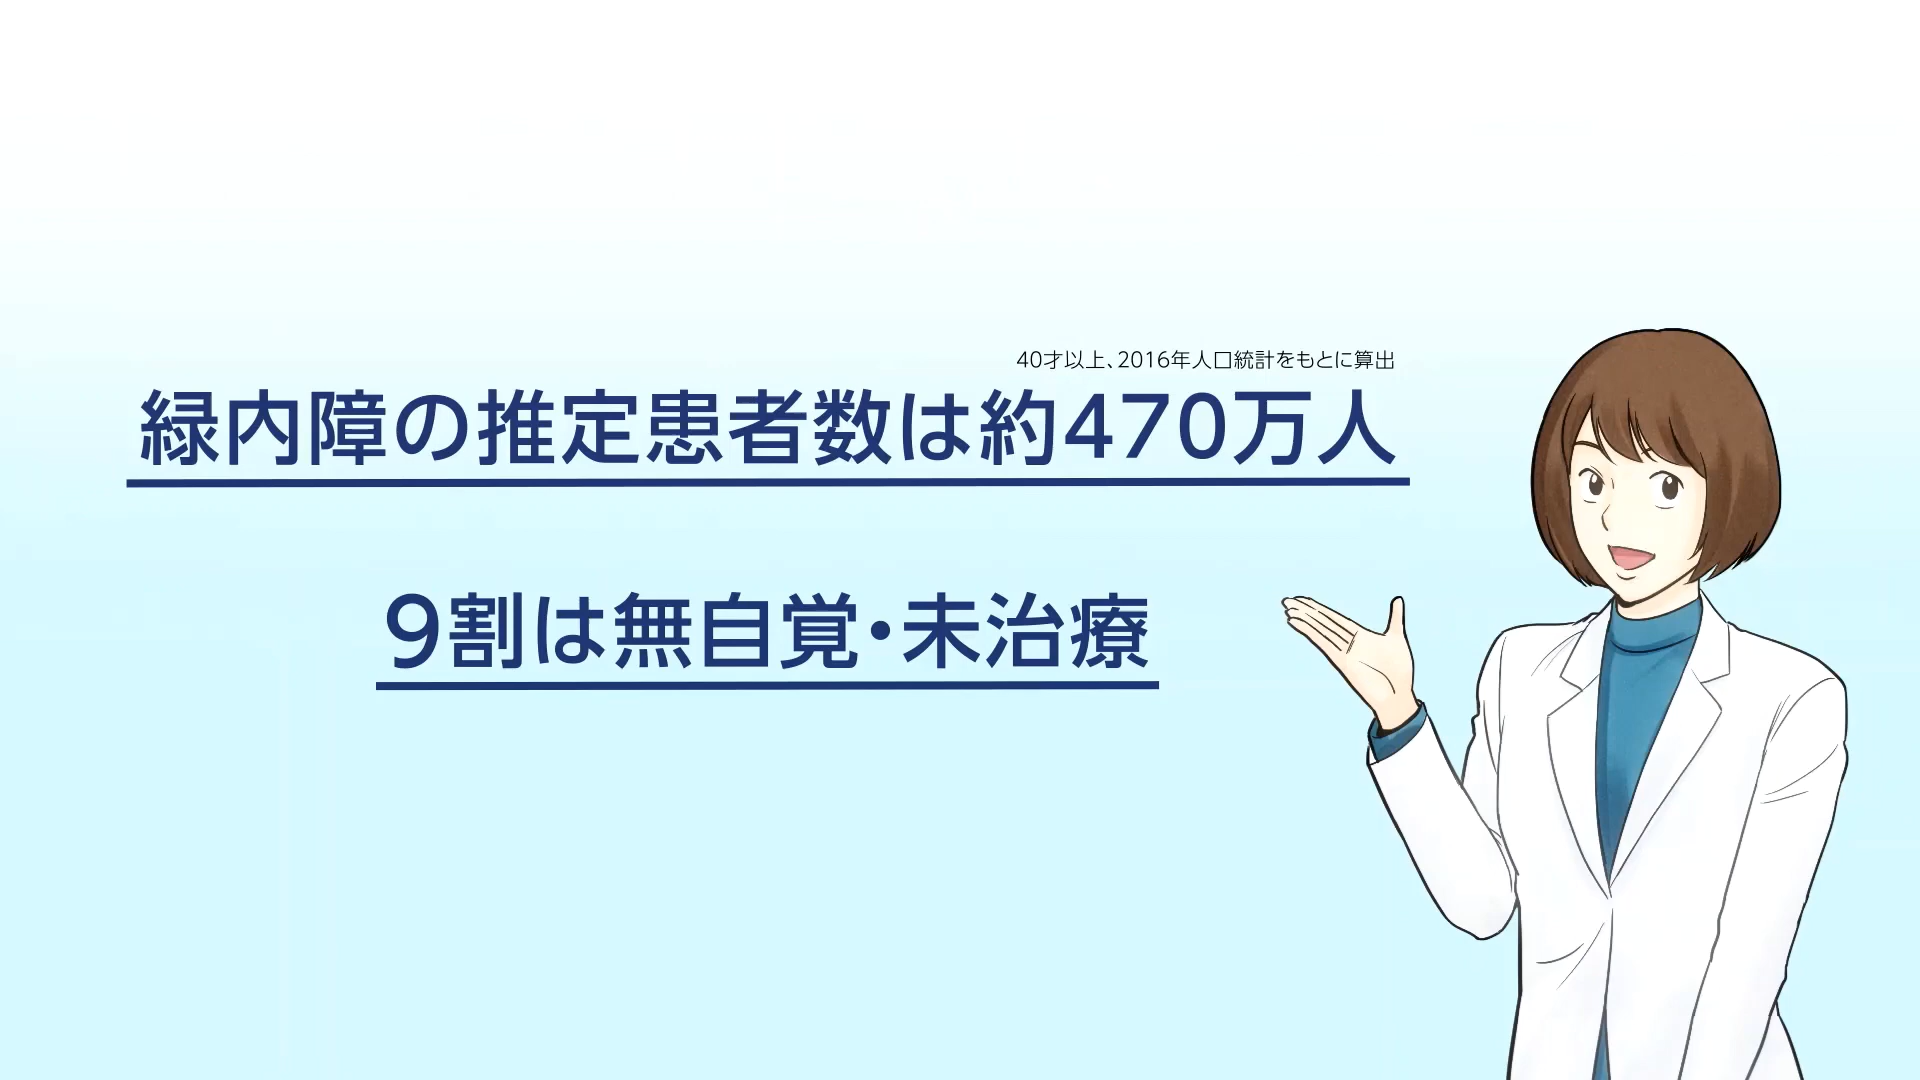 40才以上、2016年人口統計をもとに算出
緑内障の推定患者数は約470万人
9割は無自覚・未治療